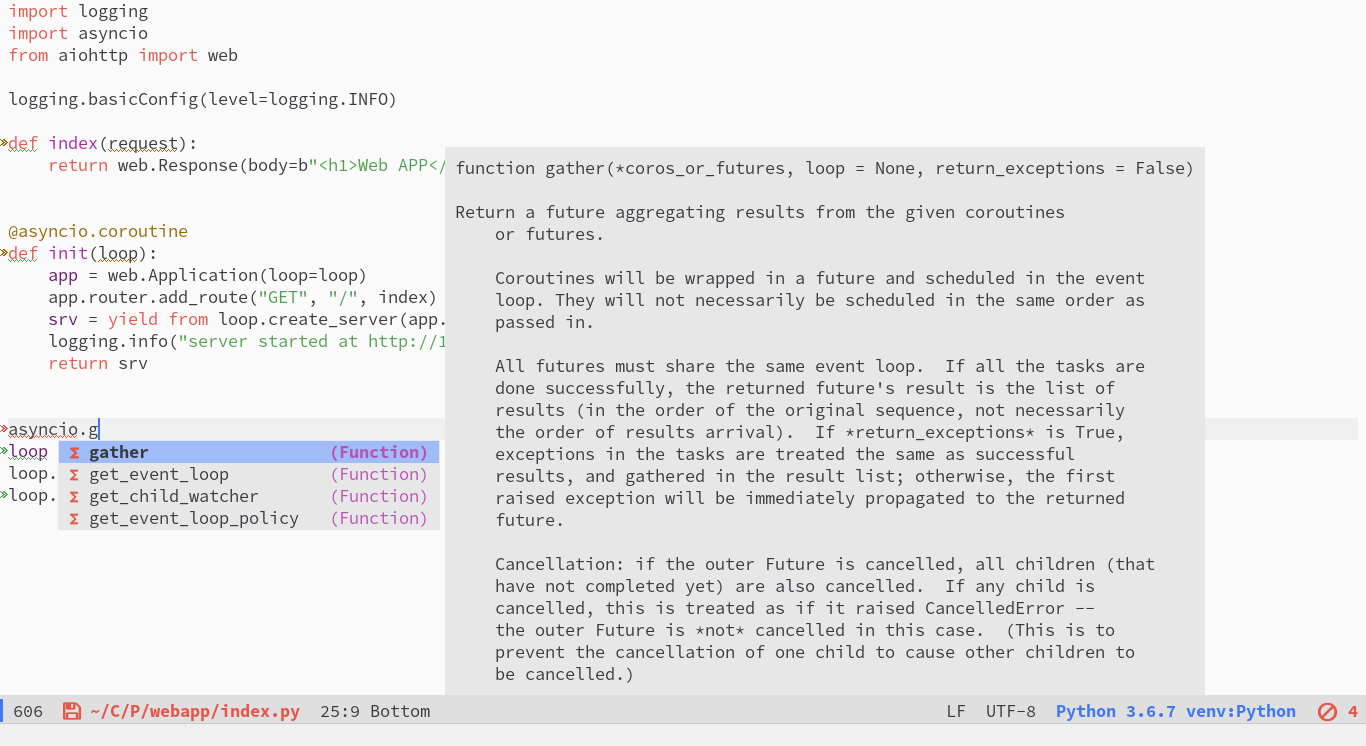 import logging
import asyncio
from aiohttp import web
logging.basicConfig(level=logging.INFO)
def index(request):
    return web.Response(body=b"<h1>Web APP</
@asyncio.coroutine
def init(loop):
    app = web.Application(loop=loop)
    app.router.add_route("GET", "/", index)
    srv = yield from loop.create_server(app.
    logging.info("server started at http://1
    return srv
asyncio.g
loop
loop.
loop.
Σ gather (Function)
Σ get_event_loop (Function)
Σ get_child_watcher (Function)
Σ get_event_loop_policy (Function)
function gather(*coros_or_futures, loop = None, return_exceptions = False)
Return a future aggregating results from the given coroutines
    or futures.
    Coroutines will be wrapped in a future and scheduled in the event
    loop. They will not necessarily be scheduled in the same order as
    passed in.
    All futures must share the same event loop.  If all the tasks are
    done successfully, the returned future's result is the list of
    results (in the order of the original sequence, not necessarily
    the order of results arrival).  If *return_exceptions* is True,
    exceptions in the tasks are treated the same as successful
    results, and gathered in the result list; otherwise, the first
    raised exception will be immediately propagated to the returned
    future.
    Cancellation: if the outer Future is cancelled, all children (that
    have not completed yet) are also cancelled.  If any child is
    cancelled, this is treated as if it raised CancelledError --
    the outer Future is *not* cancelled in this case.  (This is to
    prevent the cancellation of one child to cause other children to
    be cancelled.)
606 ~/C/P/webapp/index.py 25:9 Bottom LF UTF-8 Python 3.6.7 venv:Python 4